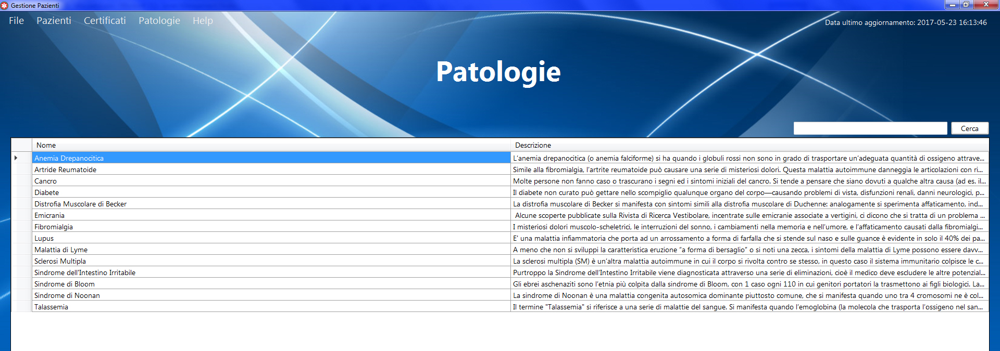 Gestione Pazienti
File Pazienti Certificati Patologie Help
Data ultimo aggiornamento: 2017-05-23 16:13:46
Patologie
Cerca
Nome Descrizione
Anemia Drepanocitica L'anemia drepanocitica (o anemia falciforme) si ha quando i globuli rossi non sono in grado di trasportare un'adeguata quantità di ossigeno attrave...
Artride Reumatoide Simile alla fibromialgia, l'artrite reumatoide può causare una serie di misteriosi dolori. Questa malattia autoimmune danneggia le articolazioni con ri...
Cancro Molte persone non fanno caso o trascurano i segni ed i sintomi iniziali del cancro. Si tende a pensare che siano dovuti a qualche altra causa (ad es. il...
Diabete Il diabete non curato può gettare nello scompiglio qualunque organo del corpo—causando problemi di vista, disfunzioni renali, danni neurologici, p...
Distrofia Muscolare di Becker La distrofia muscolare di Becker si manifesta con sintomi simili alla distrofia muscolare di Duchenne: analogamente si sperimenta affaticamento, ind...
Emicrania Alcune scoperte pubblicate sulla Rivista di Ricerca Vestibolare, incentrate sulle emicranie associate a vertigini, ci dicono che si tratta di un problema ...
Fibromialgia I misteriosi dolori muscolo-scheletrici, le interruzioni del sonno, i cambiamenti nella memoria e nell'umore, e l'affaticamento causati dalla fibromialgi...
Lupus E' una malattia infiammatoria che porta ad un arrossamento a forma di farfalla che si stende sul naso e sulle guance è evidente in solo il 40% dei pa...
Malattia di Lyme A meno che non si sviluppi la caratteristica eruzione “a forma di bersaglio” o si noti una zecca, i sintomi della malattia di Lyme possono essere davv...
Sclerosi Multipla La sclerosi multipla (SM) è un'altra malattia autoimmune in cui il corpo si rivolta contro se stesso, in questo caso il sistema immunitario colpisce le c...
Sindrome dell'Intestino Irritabile Purtroppo la Sindrome dell'Intestino Irritabile viene diagnosticata attraverso una serie di eliminazioni, cioè il medico deve escludere le altre potenzial...
Sindrome di Bloom Gli ebrei aschenaziti sono l'etnia più colpita dalla sindrome di Bloom, con 1 caso ogni 110 in cui genitori portatori la trasmettono ai figli biologici. La...
Sindrome di Noonan La sindrome di Noonan è una malattia congenita autosomica dominante piuttosto comune, che si manifesta quando uno tra 4 cromosomi ne è col...
Talassemia Il termine "Talassemia" si riferisce a una serie di malattie del sangue. Si manifesta quando l'emoglobina (la molecola che trasporta l'ossigeno nel san...